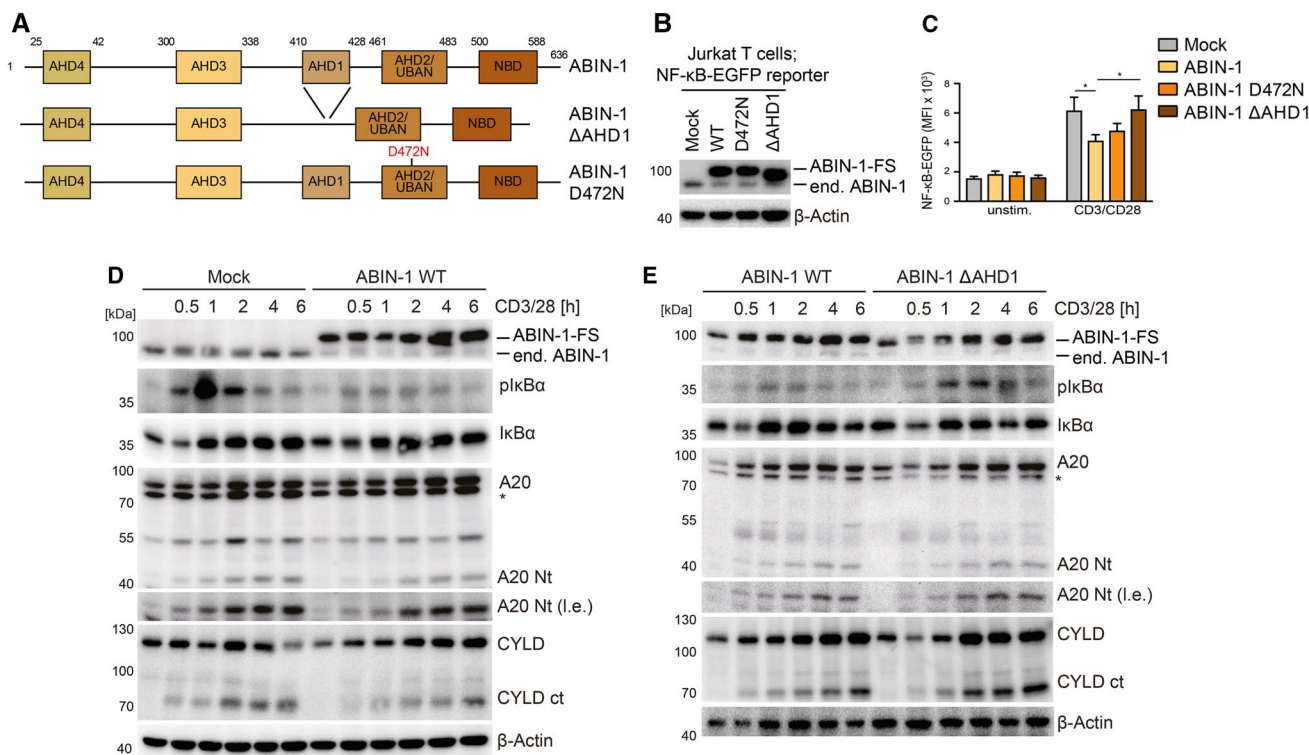 A
25 42 300 338 410 428 461 483 500 588
1 AHD4 AHD3 AHD1 AHD2/ UBAN NBD 636 ABIN-1
AHD4 AHD3 AHD2/ UBAN NBD ABIN-1 ΔAHD1
D472N
AHD4 AHD3 AHD1 AHD2/ UBAN NBD ABIN-1 D472N
B
Jurkat T cells;
NF-κB-EGFP reporter
Mock WT D472N ΔAHD1
100
ABIN-1-FS
end. ABIN-1
40
β-Actin
C
NF-κB-EGFP (MFI x 10³)
8
6
4
2
0
* *
unstim. CD3/CD28
Mock
ABIN-1
ABIN-1 D472N
ABIN-1 ΔAHD1
D
Mock ABIN-1 WT
0.5 1 2 4 6 0.5 1 2 4 6 CD3/28 [h]
[kDa]
100
ABIN-1-FS
end. ABIN-1
pIκBα
35
IκBα
35
100
A20
*
70
55
A20 Nt
40
A20 Nt (l.e.)
130
CYLD
100
CYLD ct
70
β-Actin
40
E
ABIN-1 WT ABIN-1 ΔAHD1
0.5 1 2 4 6 0.5 1 2 4 6 CD3/28 [h]
[kDa]
100
ABIN-1-FS
end. ABIN-1
pIκBα
35
IκBα
35
100
A20
*
70
55
A20 Nt
40
A20 Nt (l.e.)
130
CYLD
100
CYLD ct
70
β-Actin
40